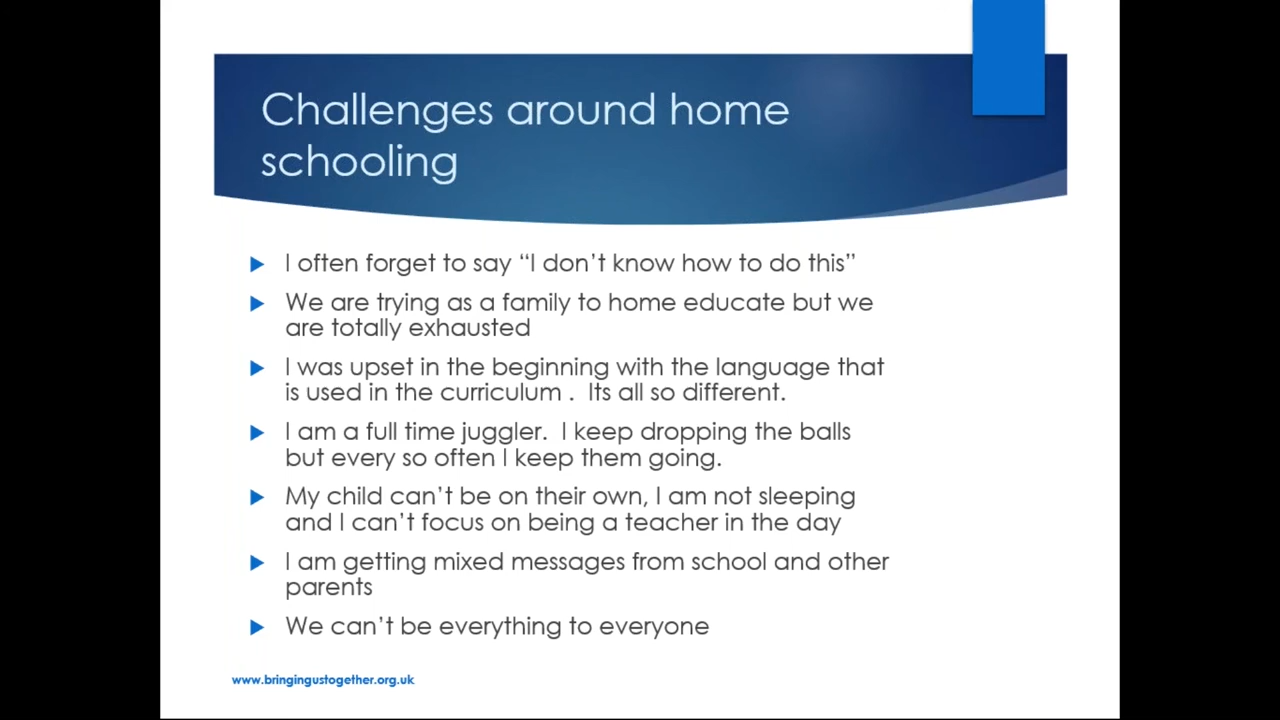 Challenges around home
schooling
I often forget to say “I don’t know how to do this”
We are trying as a family to home educate but we
are totally exhausted
I was upset in the beginning with the language that
is used in the curriculum .  Its all so different.
I am a full time juggler.  I keep dropping the balls
but every so often I keep them going.
My child can’t be on their own, I am not sleeping
and I can’t focus on being a teacher in the day
I am getting mixed messages from school and other
parents
We can’t be everything to everyone
www.bringingustogether.org.uk